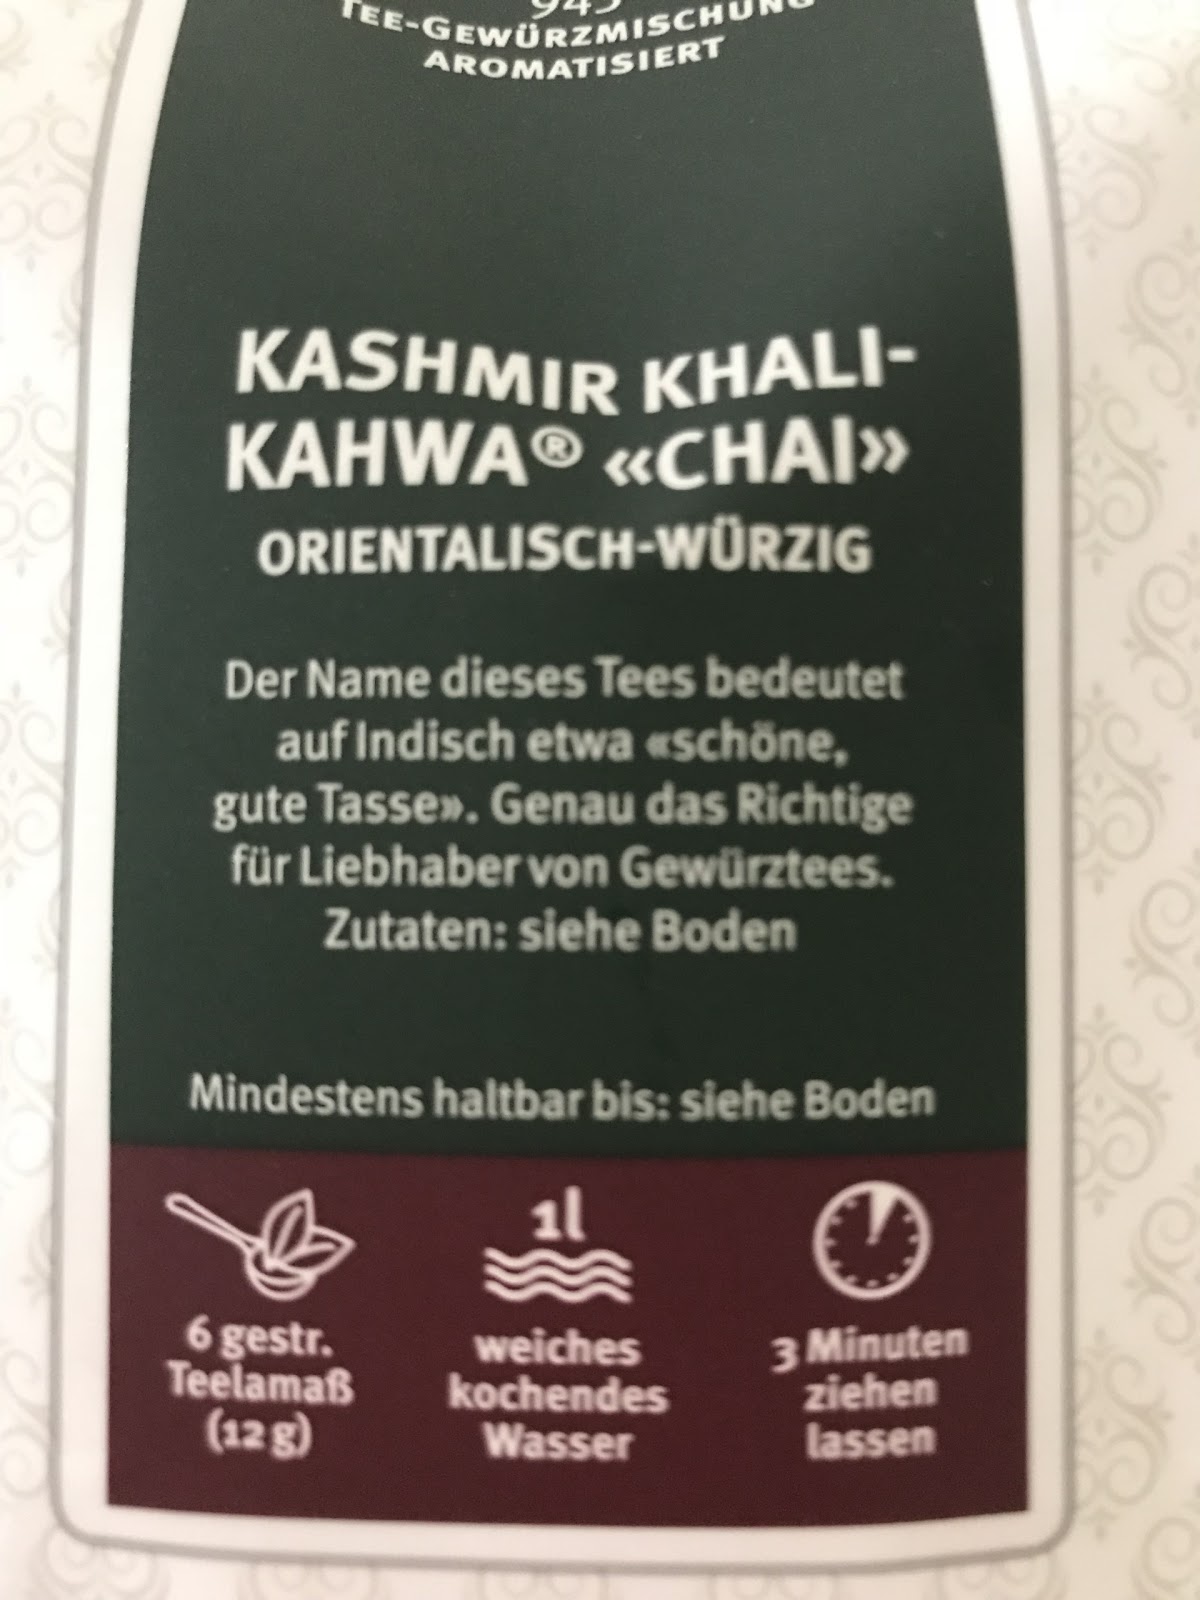 945
TEE-GEWÜRZMISCHUNG
AROMATISIERT
KASHMIR KHALI-
KAHWA® «CHAI»
ORIENTALISCH-WÜRZIG
Der Name dieses Tees bedeutet
auf Indisch etwa «schöne,
gute Tasse». Genau das Richtige
für Liebhaber von Gewürztees.
Zutaten: siehe Boden
Mindestens haltbar bis: siehe Boden
6 gestr.
Teelamaß
(12 g)
1l
weiches
kochendes
Wasser
3 Minuten
ziehen
lassen